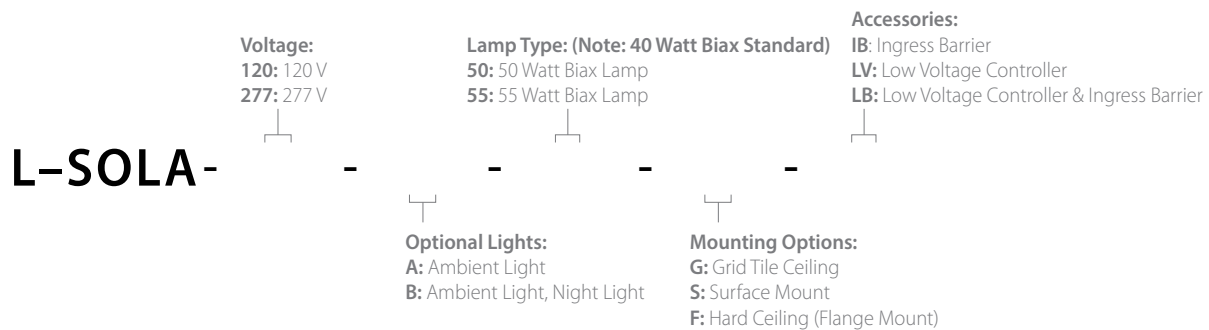 Accessories:
IB: Ingress Barrier
LV: Low Voltage Controller
LB: Low Voltage Controller & Ingress Barrier
Voltage:
120: 120 V
277: 277 V
Lamp Type: (Note: 40 Watt Biax Standard)
50: 50 Watt Biax Lamp
55: 55 Watt Biax Lamp
L–SOLA- - - - -
Optional Lights:
A: Ambient Light
B: Ambient Light, Night Light
Mounting Options:
G: Grid Tile Ceiling
S: Surface Mount
F: Hard Ceiling (Flange Mount)